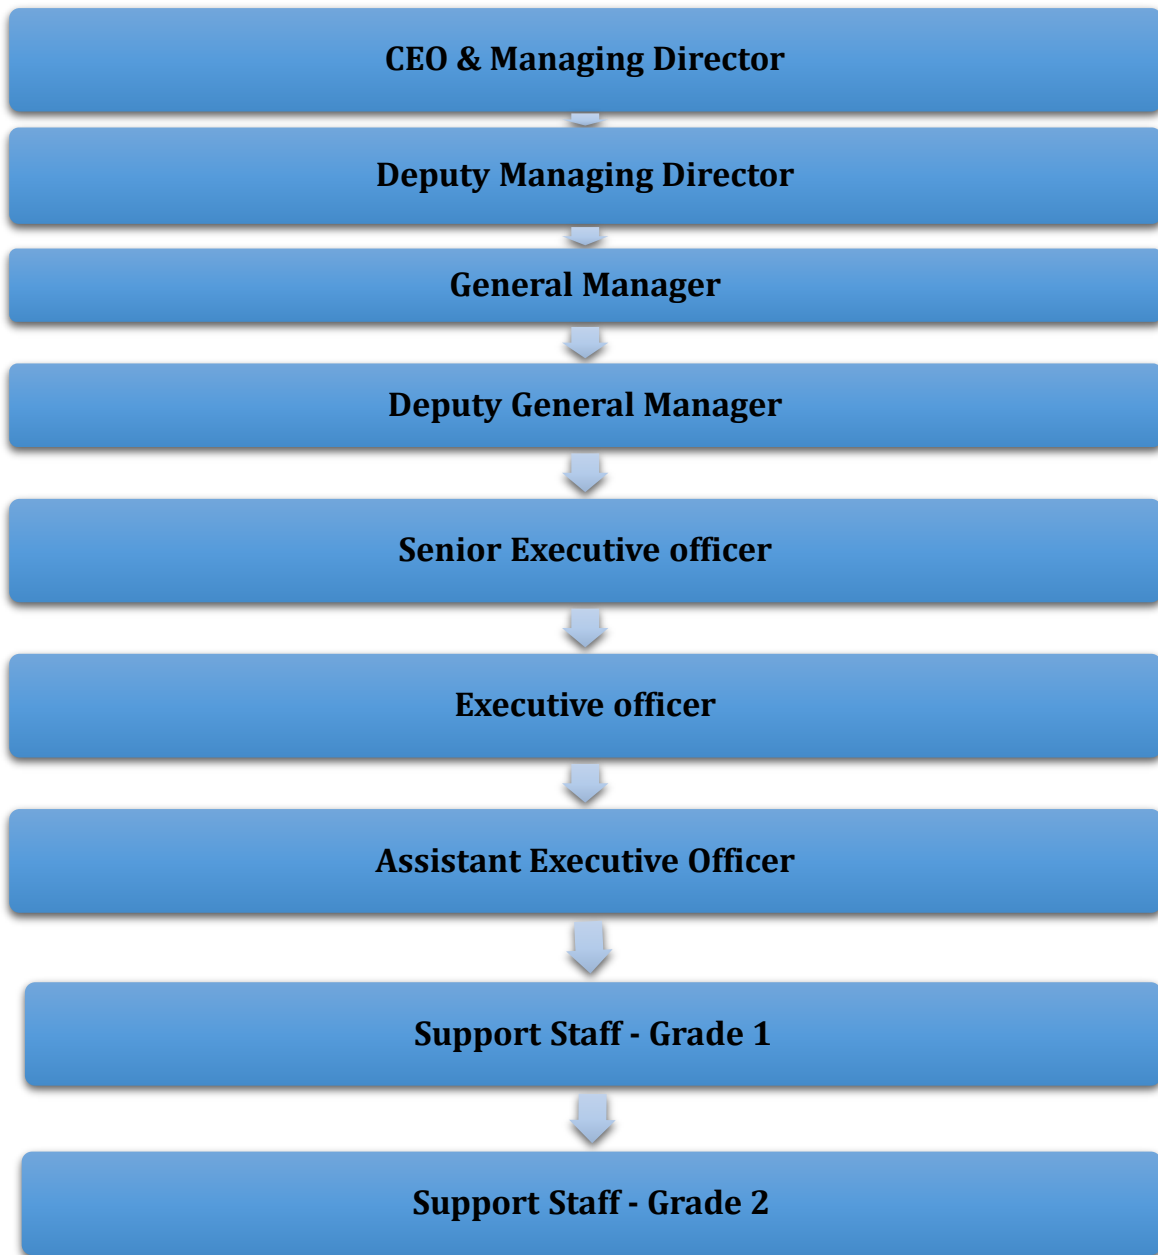 CEO & Managing Director
Deputy Managing Director
General Manager
Deputy General Manager
Senior Executive officer
Executive officer
Assistant Executive Officer
Support Staff - Grade 1
Support Staff - Grade 2